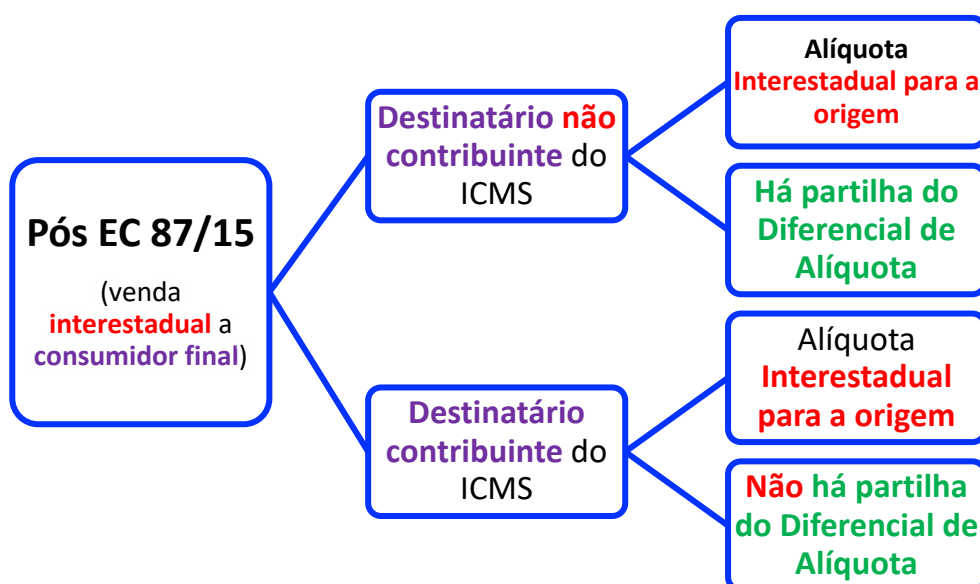 Pós EC 87/15
(venda
interestadual a
consumidor final)
Destinatário não
contribuinte do
ICMS
Alíquota
Interestadual para a
origem
Há partilha do
Diferencial de
Alíquota
Destinatário
contribuinte do
ICMS
Alíquota
Interestadual
para a origem
Não há partilha
do Diferencial de
Alíquota